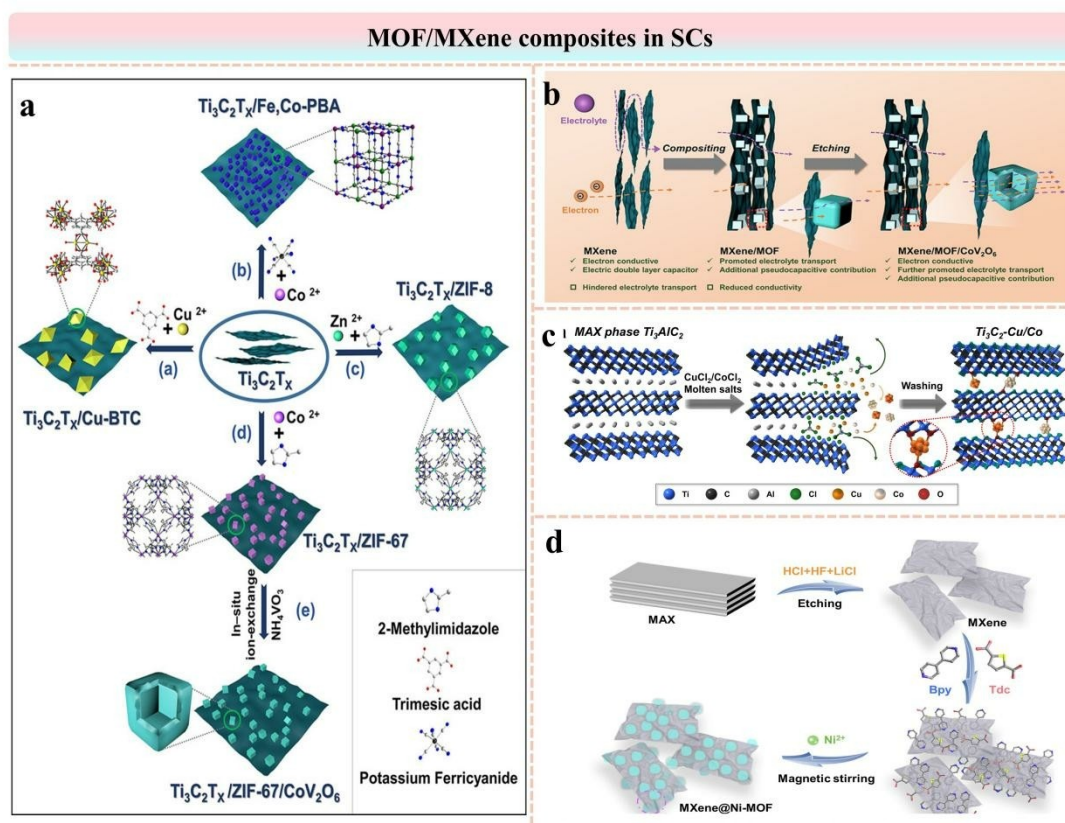 MOF/MXene composites in SCs
a
Ti₃C₂Tₓ/Fe,Co-PBA
(b)
+
Co ²⁺
Ti₃C₂Tₓ/ZIF-8
+ Cu ²⁺
(a)
Ti₃C₂Tₓ
Zn ²⁺ +
(c)
Ti₃C₂Tₓ/Cu-BTC
(d)
Co ²⁺
+
Ti₃C₂Tₓ/ZIF-67
In-situ
ion-exchange
NH₄VO₃
(e)
Ti₃C₂Tₓ/ZIF-67/CoV₂O₆
2-Methylimidazole
Trimesic acid
Potassium Ferricyanide
b
Electrolyte
Compositing
Etching
Electron
MXene
✓ Electron conductive
✓ Electric double layer capacitor
☐ Hindered electrolyte transport
MXene/MOF
✓ Promoted electrolyte transport
✓ Additional pseudocapacitive contribution
☐ Reduced conductivity
MXene/MOF/CoV₂O₆
✓ Electron conductive
✓ Further promoted electrolyte transport
✓ Additional pseudocapacitive contribution
c
MAX phase Ti₃AlC₂
CuCl₂/CoCl₂
Molten salts
Washing
Ti₃C₂-Cu/Co
Ti C Al Cl Cu Co O
d
MAX
HCl+HF+LiCl
Etching
MXene
Bpy
Tdc
Ni²⁺
Magnetic stirring
MXene@Ni-MOF